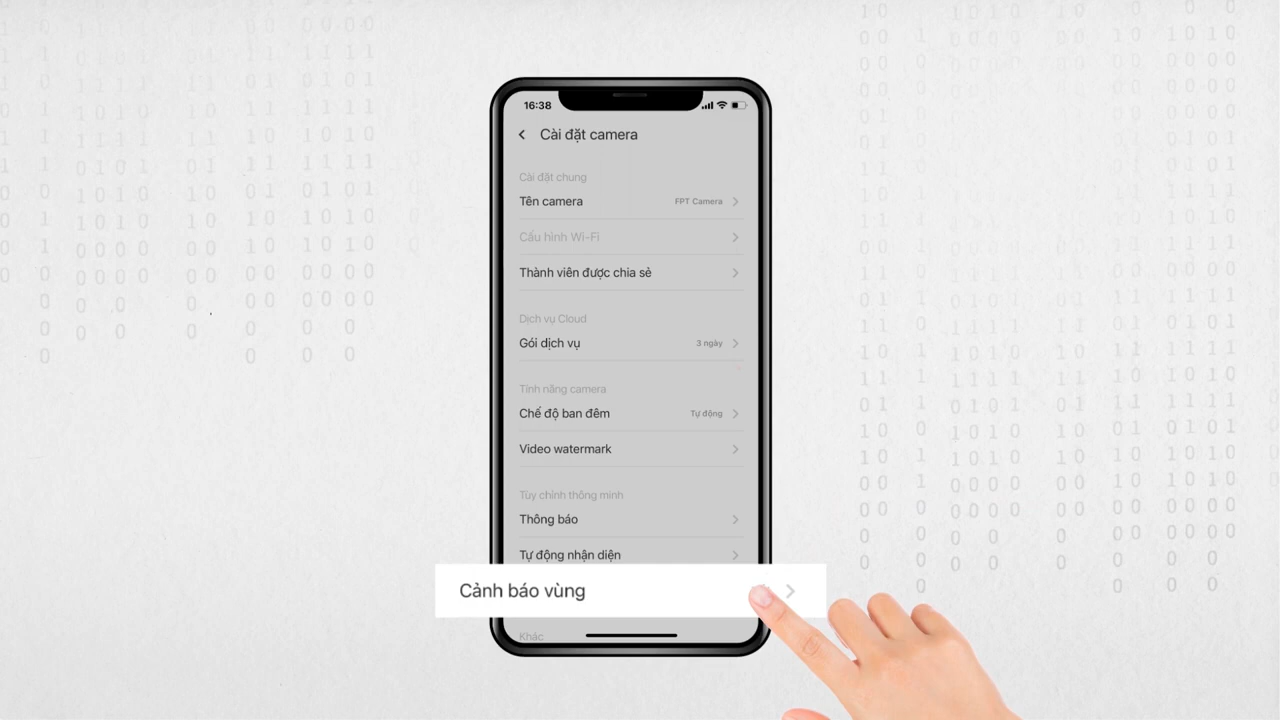 16:38
Cài đặt camera
Cài đặt chung
Tên camera FPT Camera
Cấu hình Wi-Fi
Thành viên được chia sẻ
Dịch vụ Cloud
Gói dịch vụ 3 ngày
Tính năng camera
Chế độ ban đêm Tự động
Video watermark
Tùy chỉnh thông minh
Thông báo
Tự động nhận diện
Cảnh báo vùng
Khác